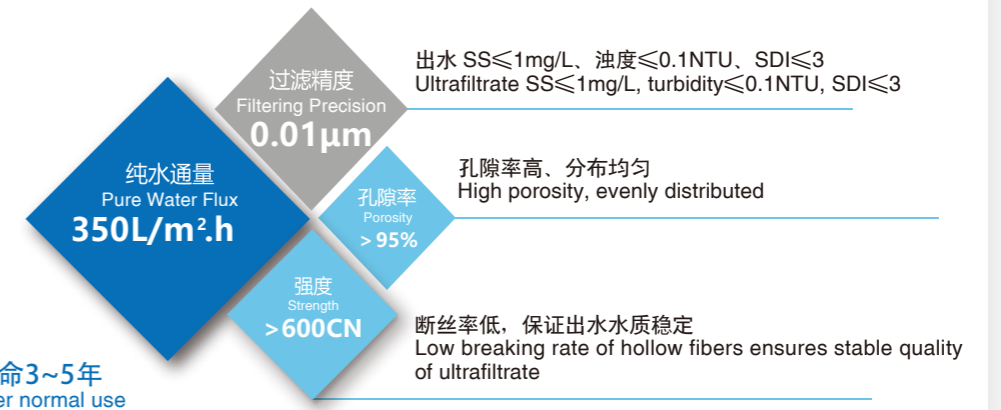 过滤精度
Filtering Precision
0.01μm
出水 SS≤1mg/L、浊度≤0.1NTU、SDI≤3
Ultrafiltrate SS≤1mg/L, turbidity≤0.1NTU, SDI≤3
纯水通量
Pure Water Flux
350L/m².h
孔隙率
Porosity
>95%
孔隙率高、分布均匀
High porosity, evenly distributed
强度
Strength
>600CN
断丝率低，保证出水水质稳定
Low breaking rate of hollow fibers ensures stable quality
of ultrafiltrate
命3~5年
er normal use